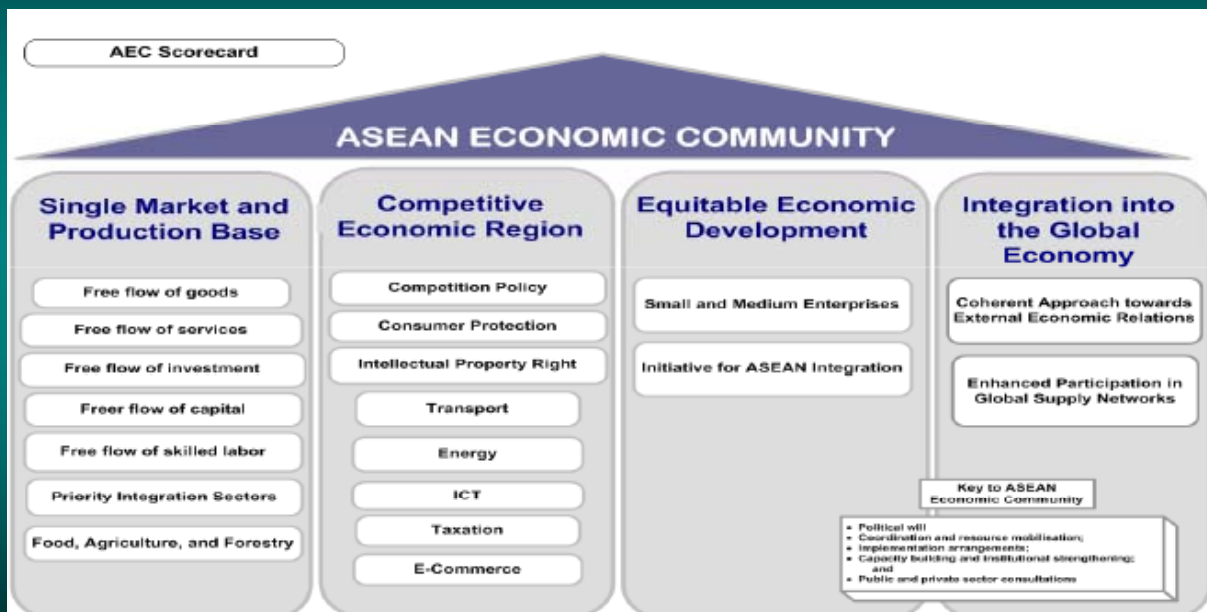 AEC Scorecard
ASEAN ECONOMIC COMMUNITY
Single Market and
Production Base
Free flow of goods
Free flow of services
Free flow of investment
Freer flow of capital
Free flow of skilled labor
Priority Integration Sectors
Food, Agriculture, and Forestry
Competitive
Economic Region
Competition Policy
Consumer Protection
Intellectual Property Right
Transport
Energy
ICT
Taxation
E-Commerce
Equitable Economic
Development
Small and Medium Enterprises
Initiative for ASEAN Integration
Integration into
the Global
Economy
Coherent Approach towards
External Economic Relations
Enhanced Participation in
Global Supply Networks
Key to ASEAN
Economic Community
• Political will
• Coordination and resource mobilisation;
• Implementation arrangements;
• Capacity building and institutional strengthening;
and
• Public and private sector consultations